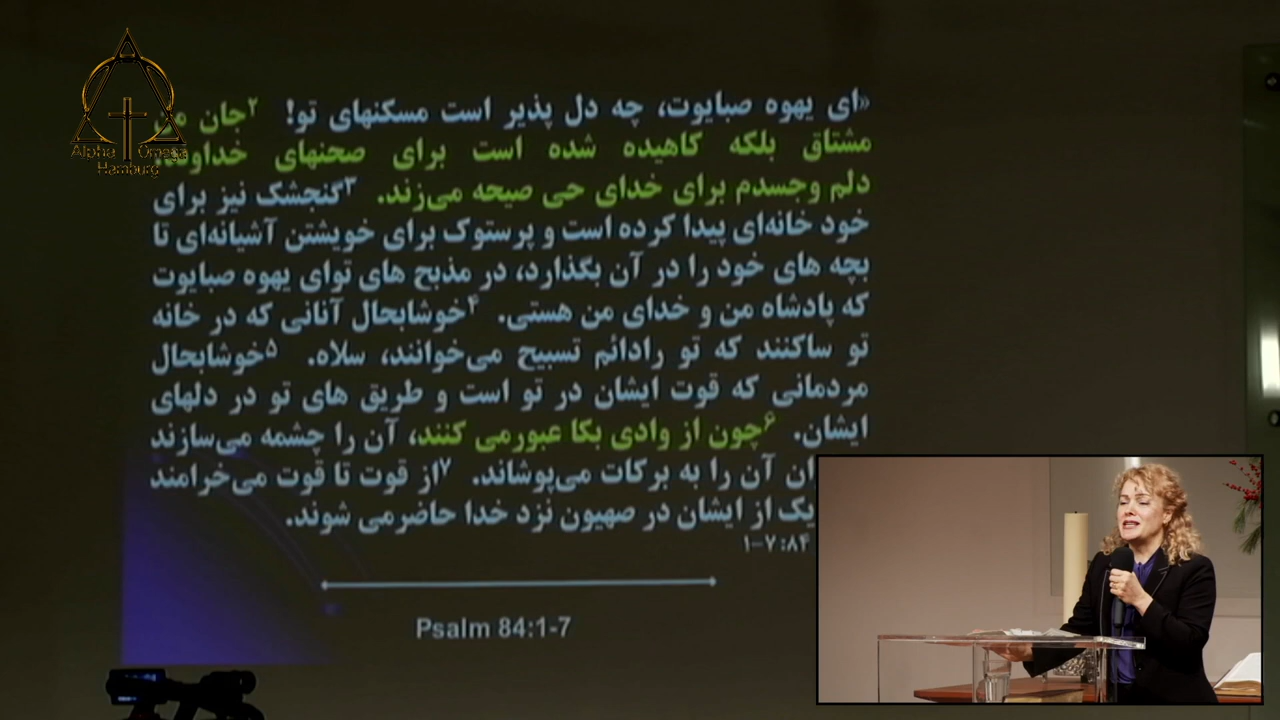 Alpha Omega
Hamburg
«ای یهوه صبایوت، چه دل پذیر است مسکنهای تو! ۲جان من
مشتاق بلکه کاهیده شده است برای صحنهای خداوند.
دلم وجسدم برای خدای حی صیحه می‌زند. ۳گنجشک نیز برای
خود خانه‌ای پیدا کرده است و پرستوک برای خویشتن آشیانه‌ای تا
بچه های خود را در آن بگذارد، در مذبح های توای یهوه صبایوت
که پادشاه من و خدای من هستی. ۴خوشابحال آنانی که در خانه
تو ساکنند که تو رادائم تسبیح می‌خوانند، سلاه. ۵خوشابحال
مردمانی که قوت ایشان در تو است و طریق های تو در دلهای
ایشان. ۶چون از وادی بکا عبورمی کنند، آن را چشمه می‌سازند
آن را به برکات می‌پوشاند. ۷از قوت تا قوت می‌خرامند
یک از ایشان در صهیون نزد خدا حاضرمی شوند.
۸۴:۱-۷
Psalm 84:1-7